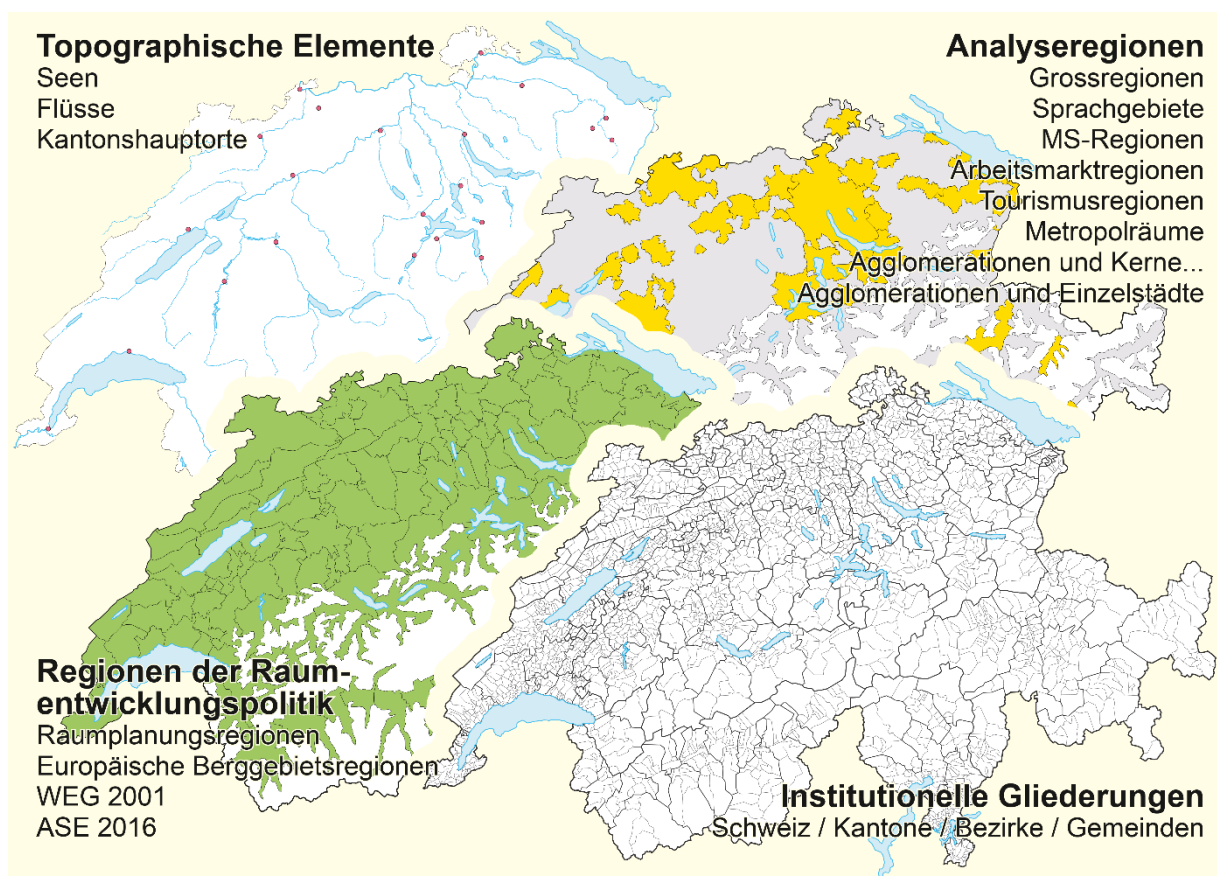 Topographische Elemente
Seen
Flüsse
Kantonshauptorte
Analyseregionen
Grossregionen
Sprachgebiete
MS-Regionen
Arbeitsmarktregionen
Tourismusregionen
Metropolräume
Agglomerationen und Kerne...
Agglomerationen und Einzelstädte
Regionen der Raum-
entwicklungspolitik
Raumplanungsregionen
Europäische Berggebietsregionen
WEG 2001
ASE 2016
Institutionelle Gliederungen
Schweiz / Kantone / Bezirke / Gemeinden